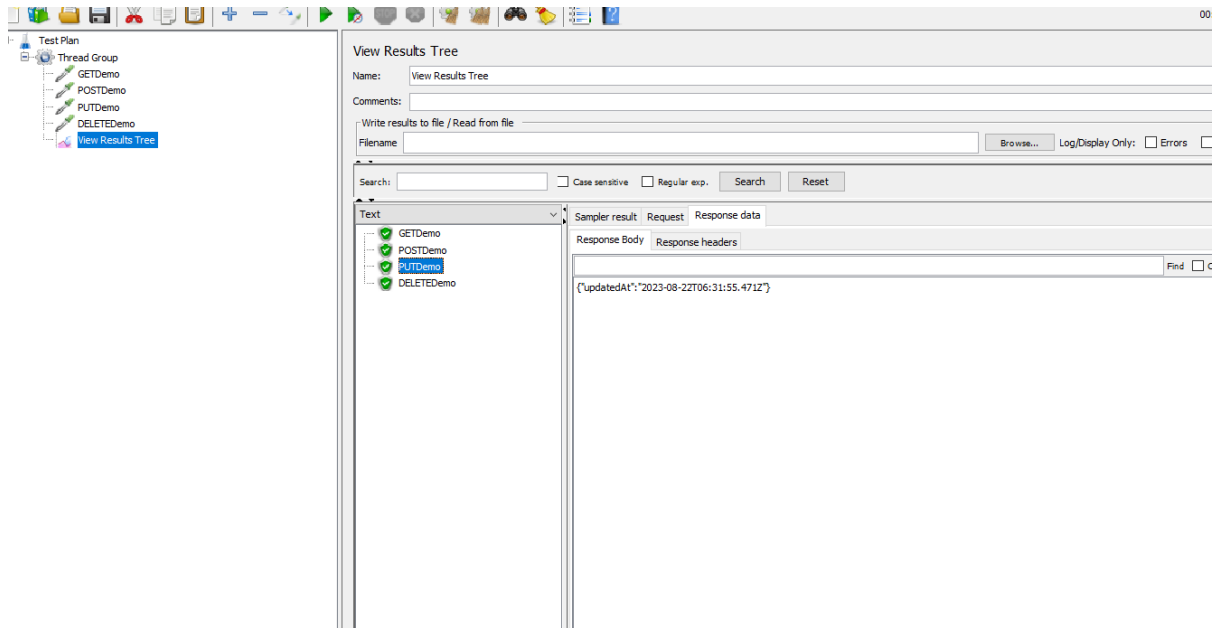 00:
Test Plan
Thread Group
GETDemo
POSTDemo
PUTDemo
DELETEDemo
View Results Tree
View Results Tree
Name: View Results Tree
Comments:
Write results to file / Read from file
Filename Browse... Log/Display Only: Errors
Search: Case sensitive Regular exp. Search Reset
Text
GETDemo
POSTDemo
PUTDemo
DELETEDemo
Sampler result Request Response data
Response Body Response headers
Find
{"updatedAt":"2023-08-22T06:31:55.471Z"}